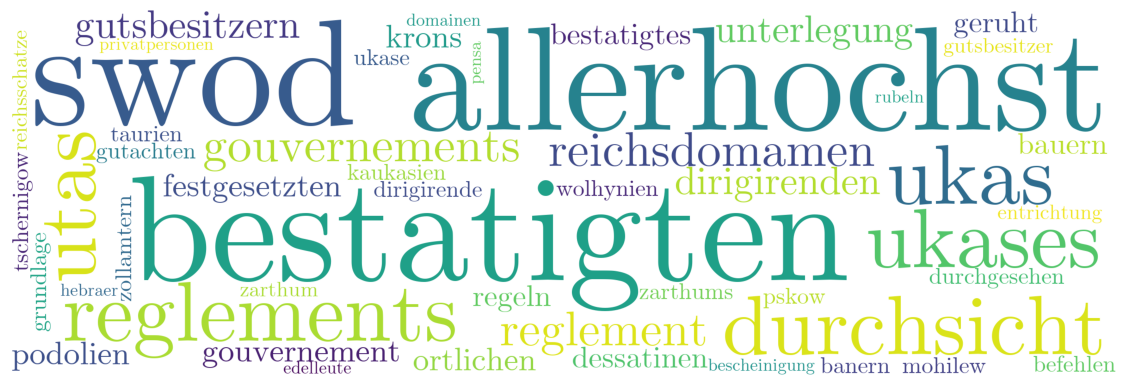 gutsbesitzern
privatpersonen
domainen
krons
ukase
pensa
bestatigtes
unterlegung
geruht
gutsbesitzer
reichsschatze
swod
allerhochst
rubeln
taurien
gutachten
gouvernements
kaukasien
reichsdomamen
bauern
utas
tschernigow
festgesetzten
dirigirende
wolhynien
dirigirenden
ukas
entrichtung
bestatigten
ukases
durchgesehen
grundlage
zollamtern
hebraer
zarthum
regeln
zarthums
pskow
reglements
reglement
durchsicht
podolien
gouvernement
edelleute
ortlichen
dessatinen
bescheinigung
banern
mohilew
befehlen